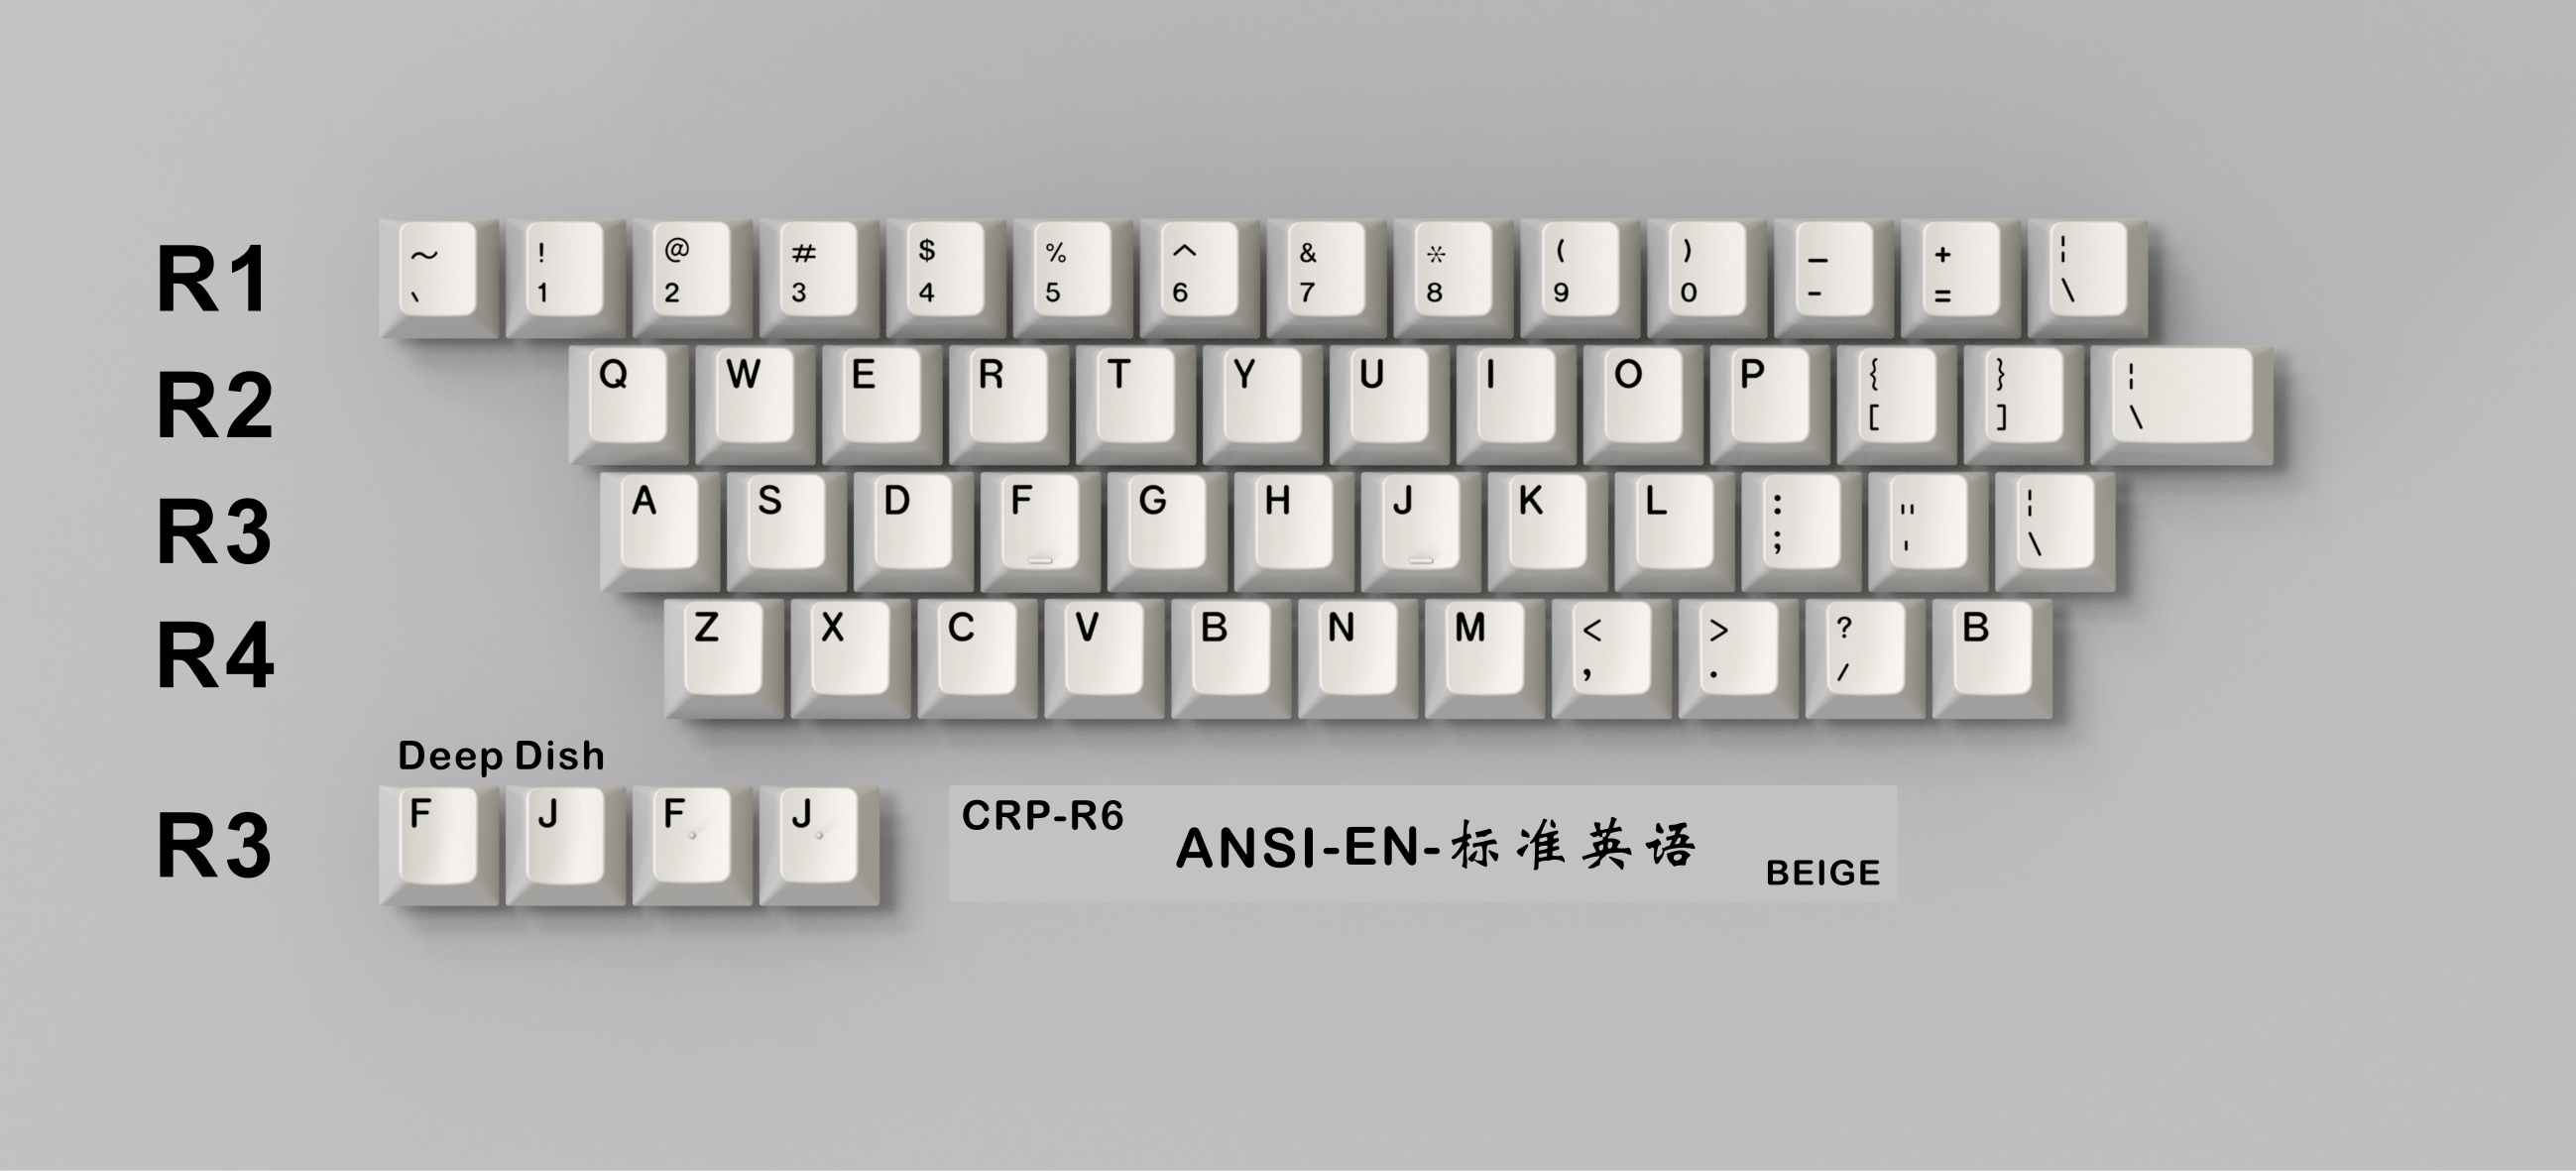 R1 ~ ! @ # $ % ^ & * ( ) _ + ¦
` 1 2 3 4 5 6 7 8 9 0 - = \
R2 Q W E R T Y U I O P { } ¦
[ ] \
R3 A S D F G H J K L : " ¦
; ' \
R4 Z X C V B N M < > ? B
, . /
Deep Dish
R3 F J F J
CRP-R6
ANSI-EN-标准英语
BEIGE